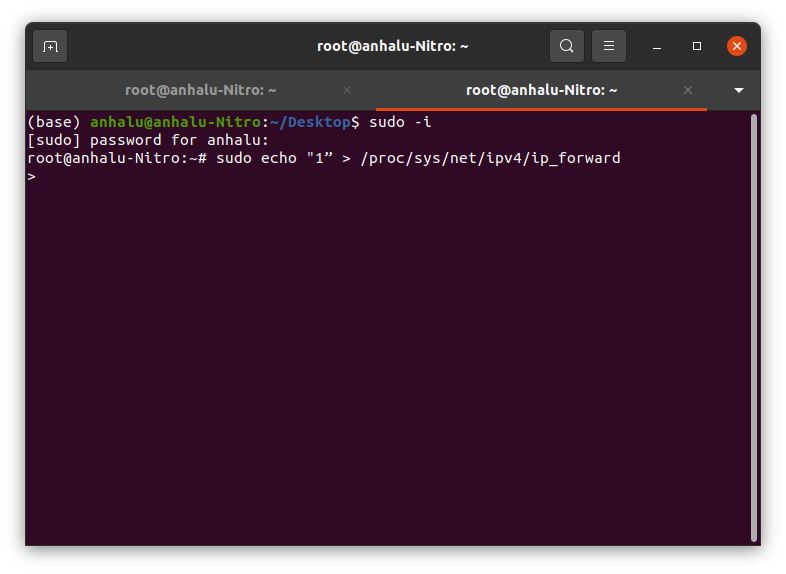 root@anhalu-Nitro: ~
root@anhalu-Nitro: ~
root@anhalu-Nitro: ~
(base) anhalu@anhalu-Nitro:~/Desktop$ sudo -i
[sudo] password for anhalu:
root@anhalu-Nitro:~# sudo echo "1” > /proc/sys/net/ipv4/ip_forward
>